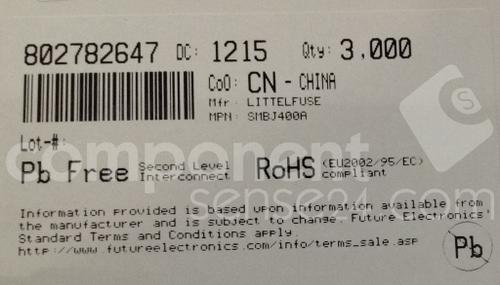 802782647 DC: 1215 Qty: 3,000
CoO: CN - CHINA
Mfr : LITTELFUSE
MPN : SMBJ400A
Lot-#:
Pb Free Second Level Interconnect RoHS (EU2002/95/EC) compliant
component
sense24.com
Information provided is based upon information available from
the manufacturer and is subject to change. Future Electronics'
Standard Terms and Conditions apply.
http://www.futureelectronics.com/info/terms_sale.asp
Pb